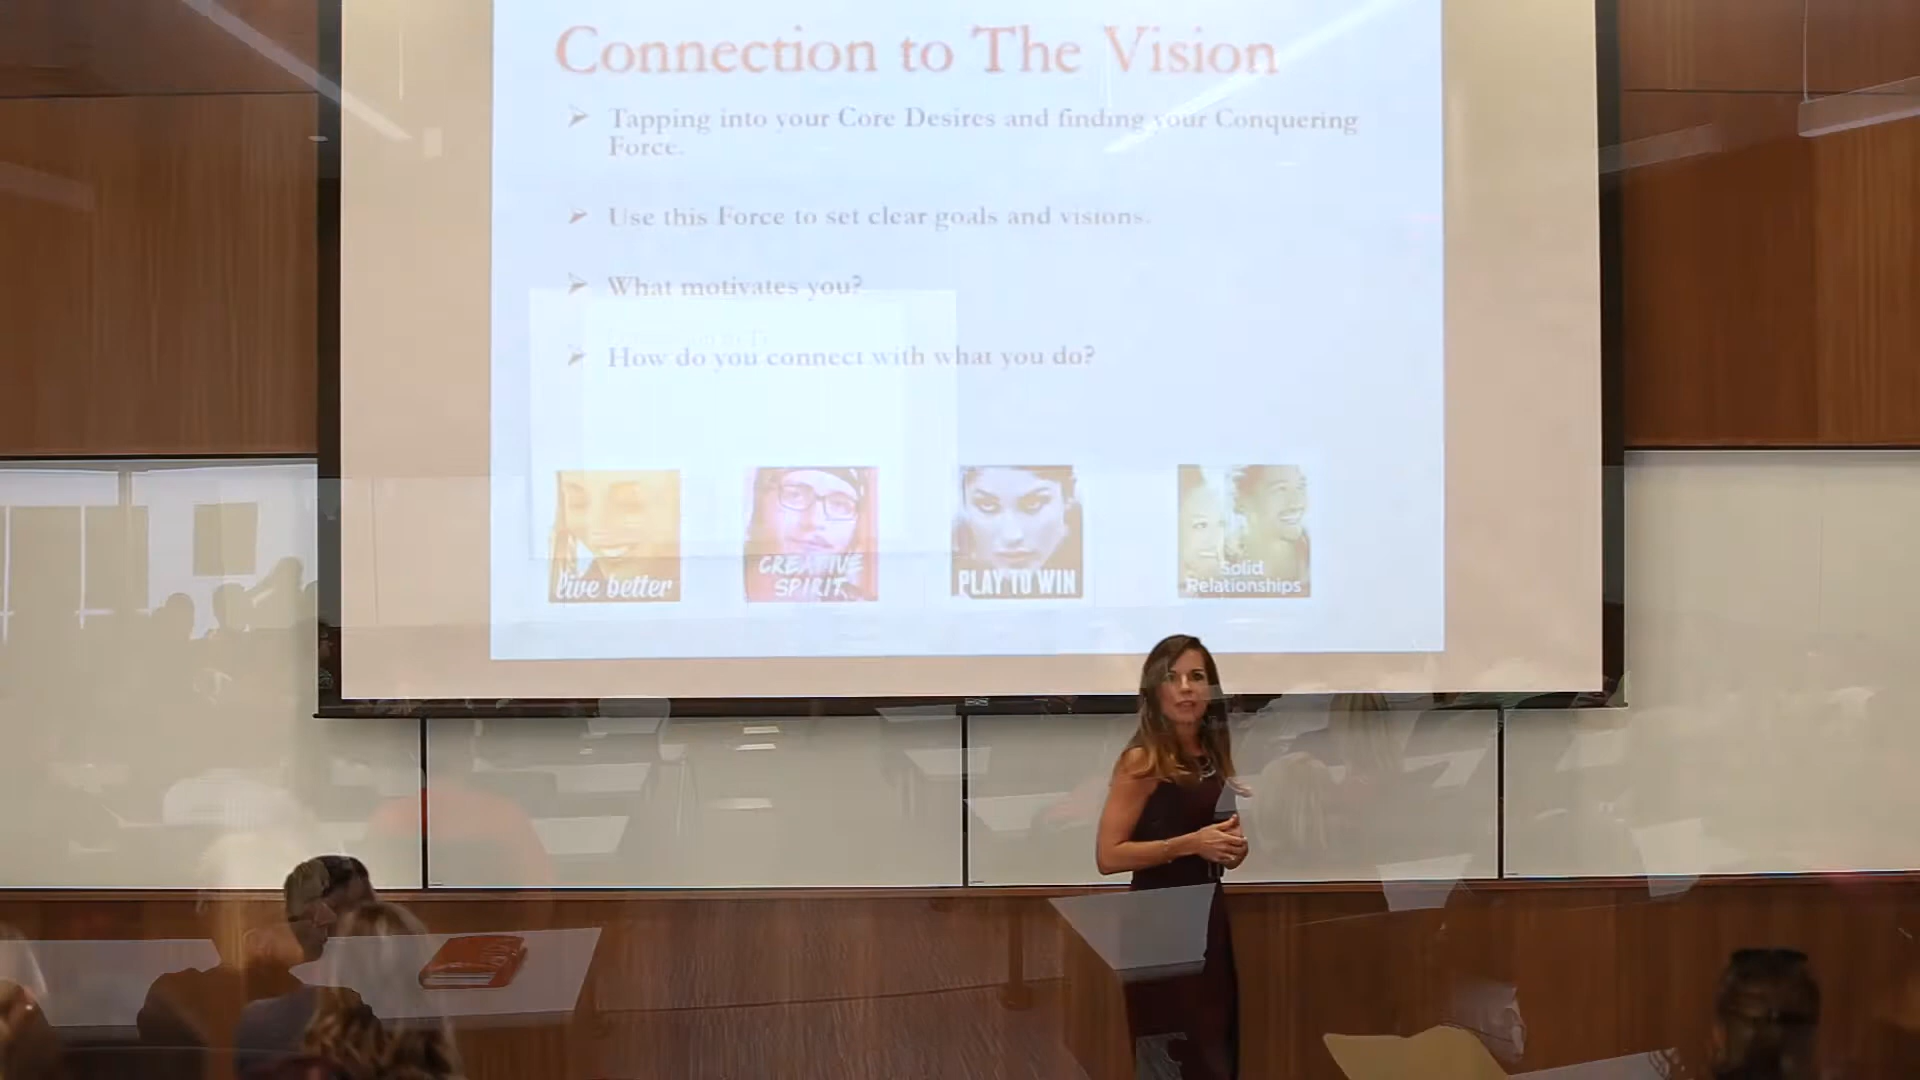 Connection to The Vision
Tapping into your Core Desires and finding your Conquering
Force.
Use this Force to set clear goals and visions.
What motivates you?
How do you connect with what you do?
live better
CREATIVE
SPIRIT
PLAY TO WIN
Solid
Relationships